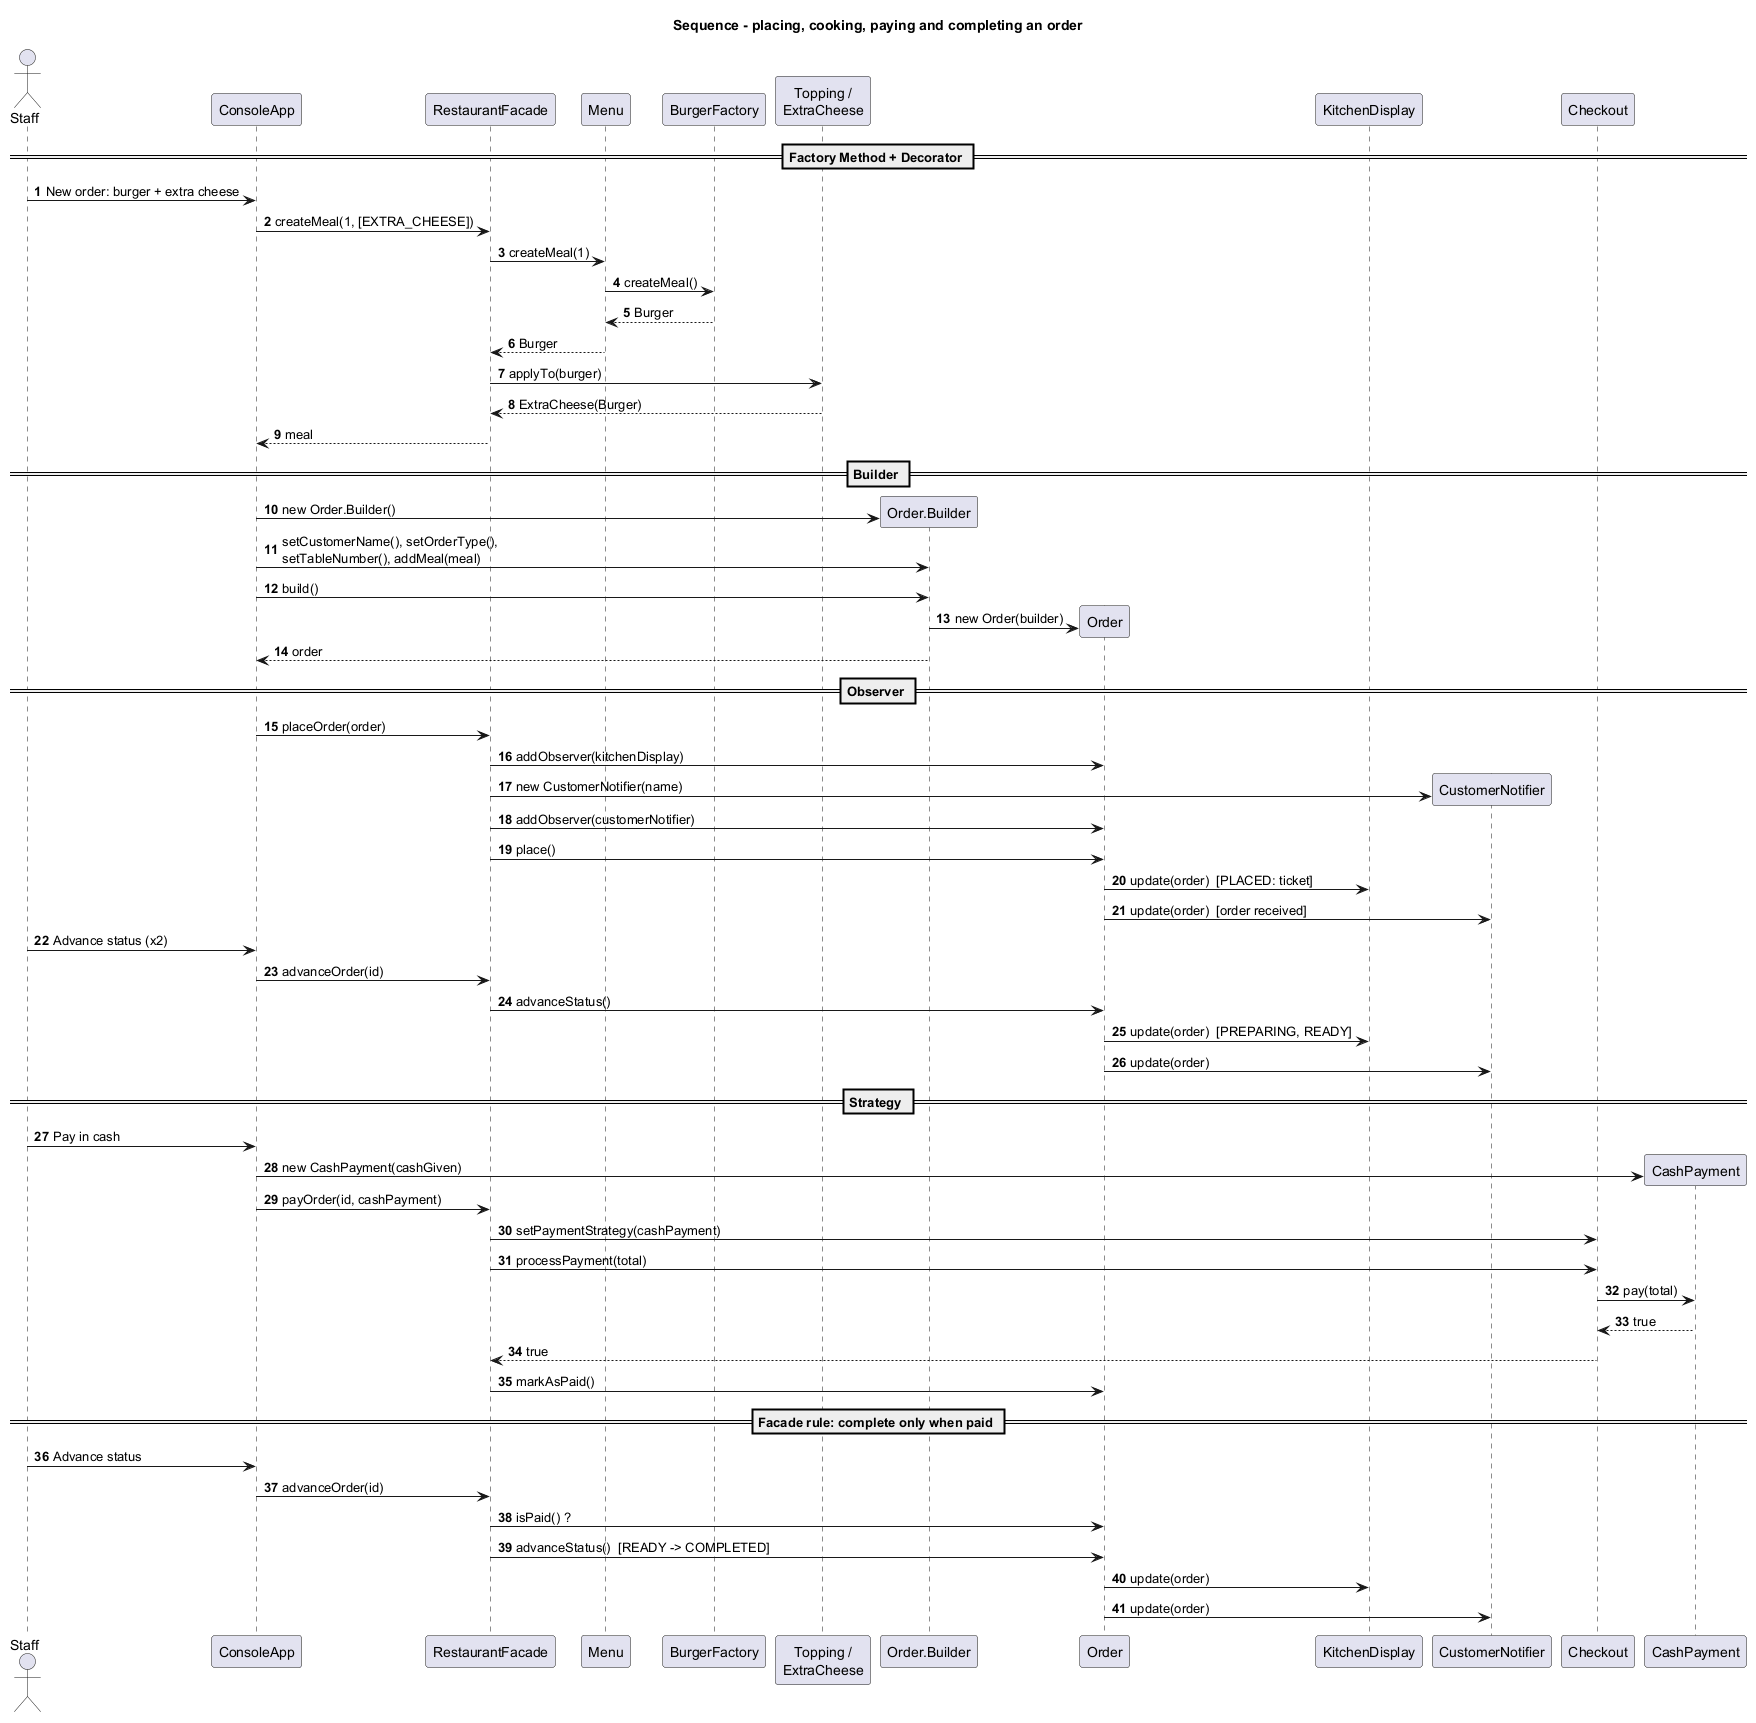 Sequence - placing, cooking, paying and completing an order
Staff
ConsoleApp
RestaurantFacade
Menu
BurgerFactory
Topping /
ExtraCheese
KitchenDisplay
Checkout
Factory Method + Decorator
1 New order: burger + extra cheese
2 createMeal(1, [EXTRA_CHEESE])
3 createMeal(1)
4 createMeal()
5 Burger
6 Burger
7 applyTo(burger)
8 ExtraCheese(Burger)
9 meal
Builder
10 new Order.Builder()
Order.Builder
11 setCustomerName(), setOrderType(),
setTableNumber(), addMeal(meal)
12 build()
13 new Order(builder)
Order
14 order
Observer
15 placeOrder(order)
16 addObserver(kitchenDisplay)
17 new CustomerNotifier(name)
CustomerNotifier
18 addObserver(customerNotifier)
19 place()
20 update(order)  [PLACED: ticket]
21 update(order)  [order received]
22 Advance status (x2)
23 advanceOrder(id)
24 advanceStatus()
25 update(order)  [PREPARING, READY]
26 update(order)
Strategy
27 Pay in cash
28 new CashPayment(cashGiven)
CashPayment
29 payOrder(id, cashPayment)
30 setPaymentStrategy(cashPayment)
31 processPayment(total)
32 pay(total)
33 true
34 true
35 markAsPaid()
Facade rule: complete only when paid
36 Advance status
37 advanceOrder(id)
38 isPaid() ?
39 advanceStatus()  [READY -> COMPLETED]
40 update(order)
41 update(order)
Staff
ConsoleApp
RestaurantFacade
Menu
BurgerFactory
Topping /
ExtraCheese
Order.Builder
Order
KitchenDisplay
CustomerNotifier
Checkout
CashPayment